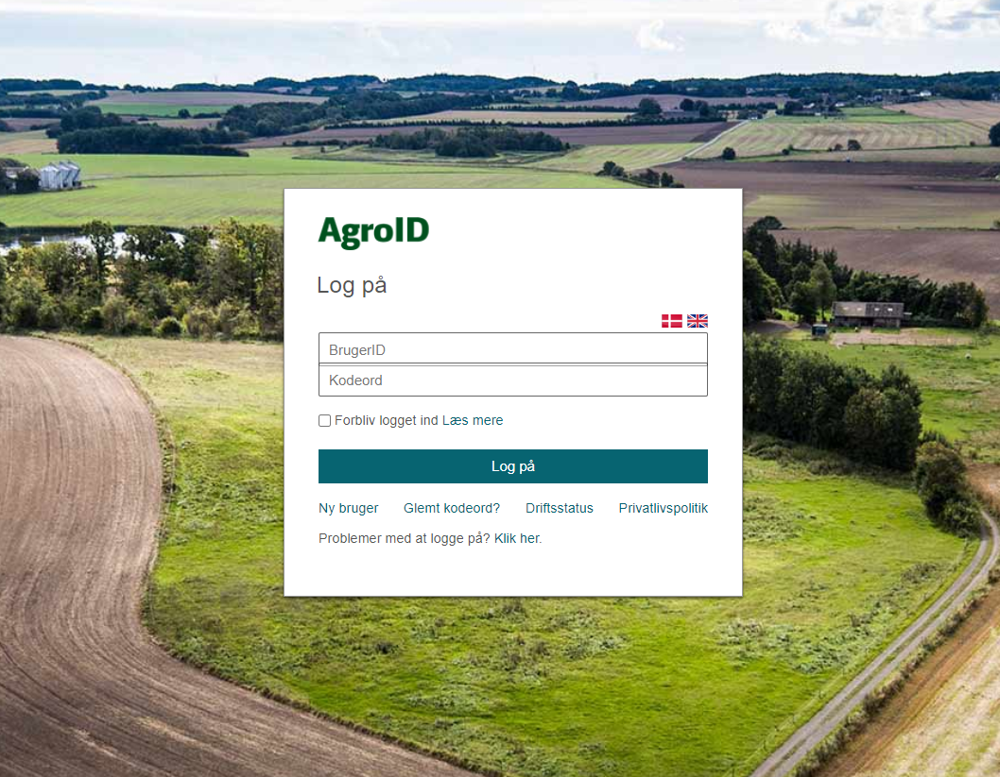 AgroID
Log på
BrugerID
Kodeord
Forbliv logget ind Læs mere
Log på
Ny bruger Glemt kodeord? Driftsstatus Privatlivspolitik
Problemer med at logge på? Klik her.